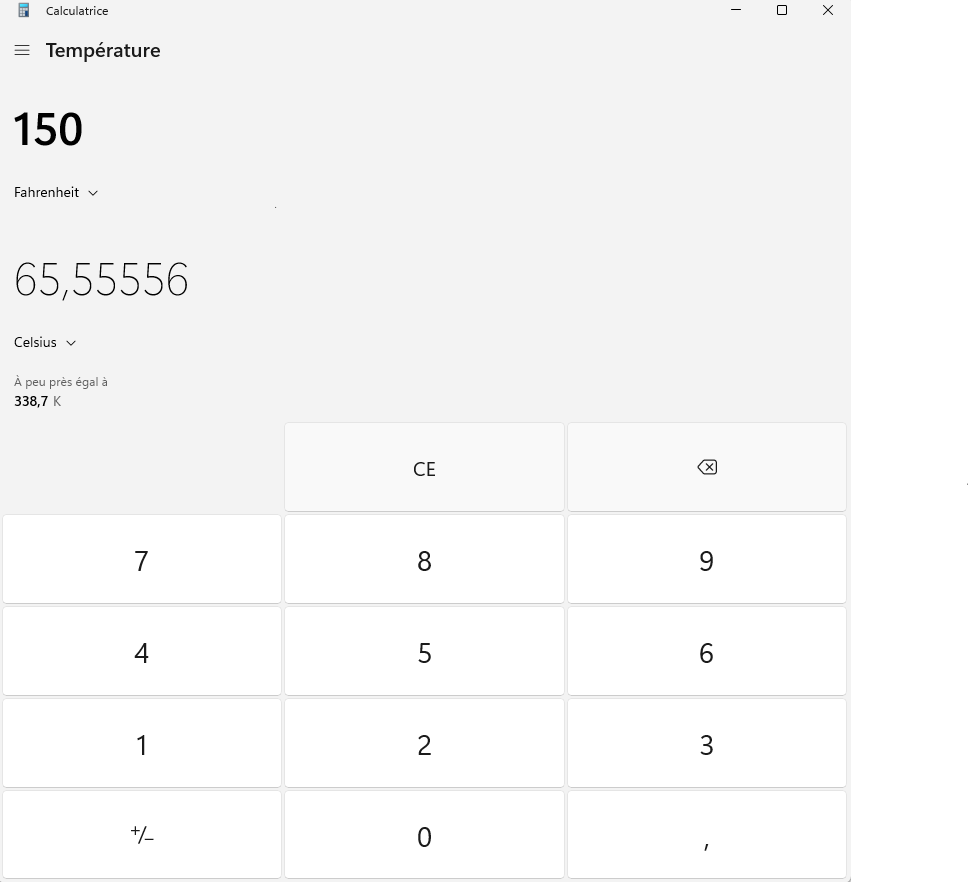 Calculatrice
Température
150
Fahrenheit
65,55556
Celsius
À peu près égal à
338,7 K
CE
7 8 9
4 5 6
1 2 3
+/− 0 ,